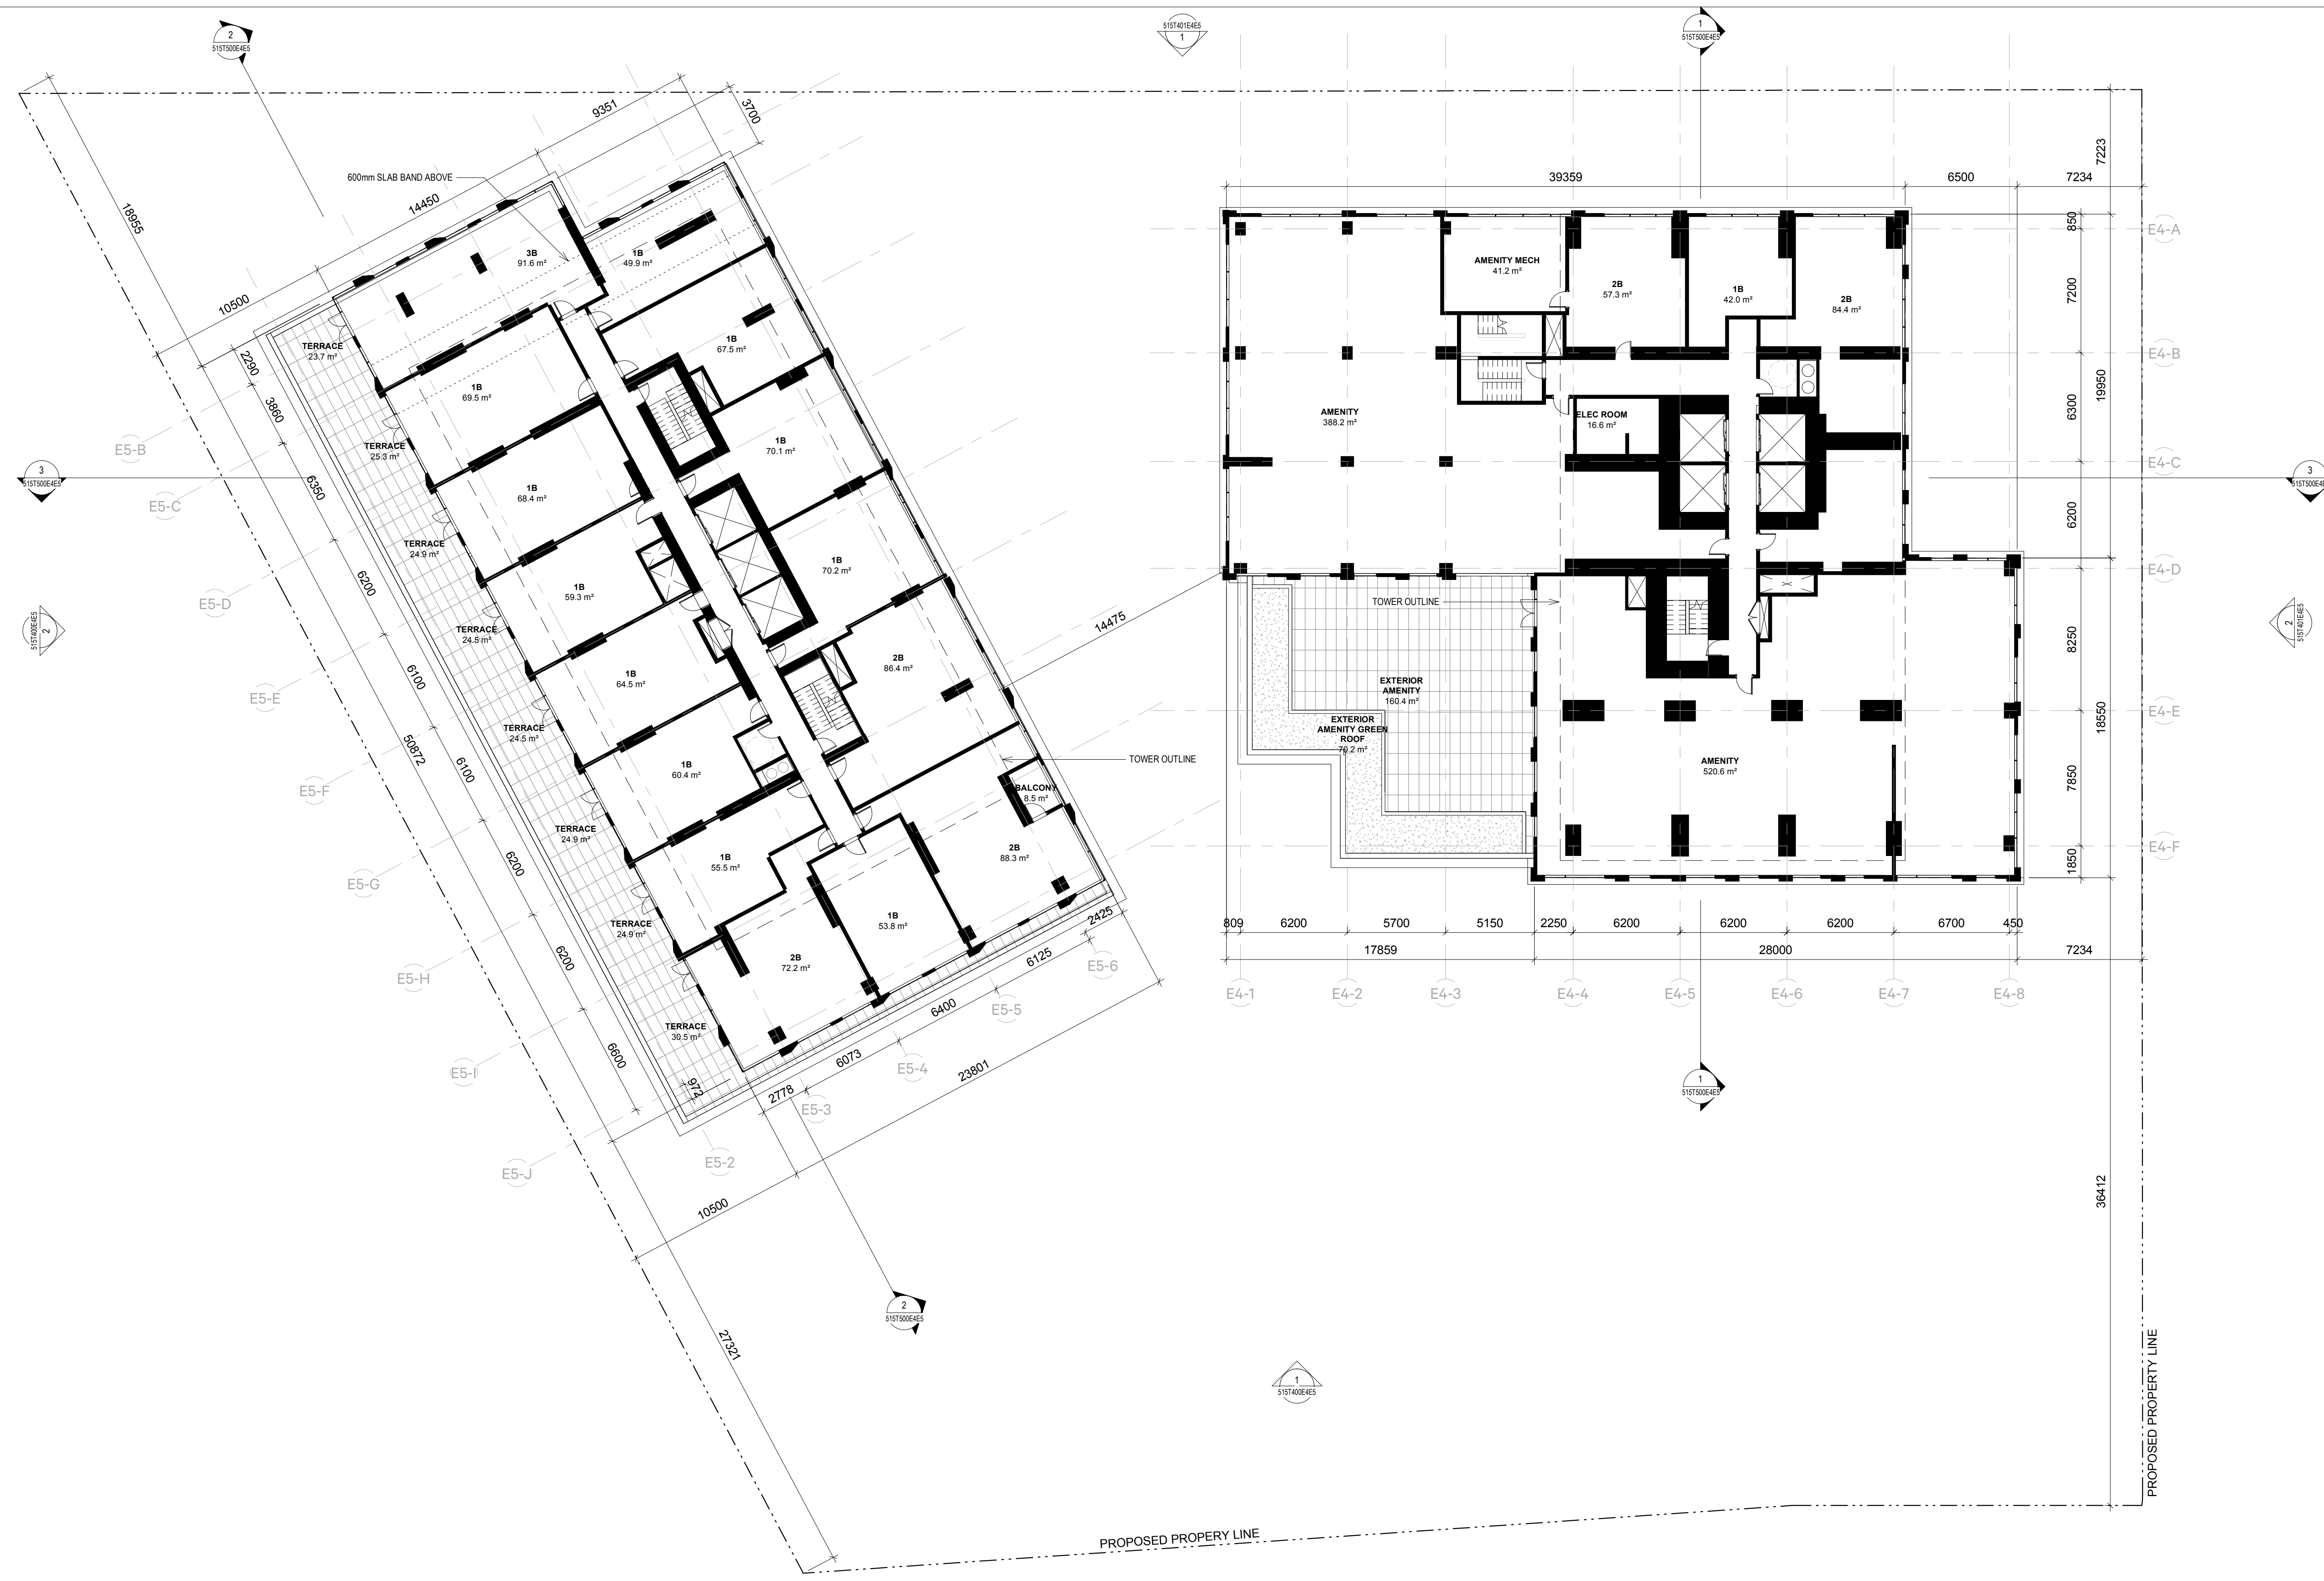 2
515T500E4E5
515T401E4E5
1
1
515T500E4E5
9351
3700
7223
600mm SLAB BAND ABOVE
39359
6500
7234
18955
14450
850
E4-A
3B
91.6 m²
1B
49.9 m²
AMENITY MECH
41.2 m²
2B
57.3 m²
1B
42.0 m²
2B
84.4 m²
7200
10500
TERRACE
23.7 m²
1B
67.5 m²
E4-B
2290
1B
69.5 m²
19950
3860
AMENITY
388.2 m²
ELEC ROOM
16.6 m²
6300
E5-B
TERRACE
25.3 m²
1B
70.1 m²
E4-C
3
515T500E4E5
3
515T500E4E
6350
1B
68.4 m²
E5-C
6200
TERRACE
24.9 m²
1B
70.2 m²
E4-D
6200
1B
59.3 m²
E5-D
TOWER OUTLINE
14475
2
515T400E4E5
2
515T401E4E5
TERRACE
24.5 m²
8250
2B
86.4 m²
6100
1B
64.5 m²
EXTERIOR
AMENITY
160.4 m²
E5-E
E4-E
EXTERIOR
AMENITY GREEN
ROOF
70.2 m²
18550
TERRACE
24.5 m²
50872
TOWER OUTLINE
6100
1B
60.4 m²
AMENITY
520.6 m²
7850
E5-F
BALCONY
8.5 m²
TERRACE
24.9 m²
E4-F
1850
1B
55.5 m²
2B
88.3 m²
6200
E5-G
1B
53.8 m²
2425
TERRACE
24.9 m²
809
6200
5700
5150
2250
6200
6200
6200
6700
450
17859
28000
7234
6200
2B
72.2 m²
6125
E5-6
E5-H
E4-1
E4-2
E4-3
E4-4
E4-5
E4-6
E4-7
E4-8
6400
E5-5
TERRACE
30.5 m²
6600
6073
E5-4
23801
E5-I
972
2778
E5-3
1
515T500E4E5
E5-2
E5-J
10500
36412
2
515T500E4E5
27321
1
515T400E4E5
PROPOSED PROPERTY LINE
PROPOSED PROPERY LINE